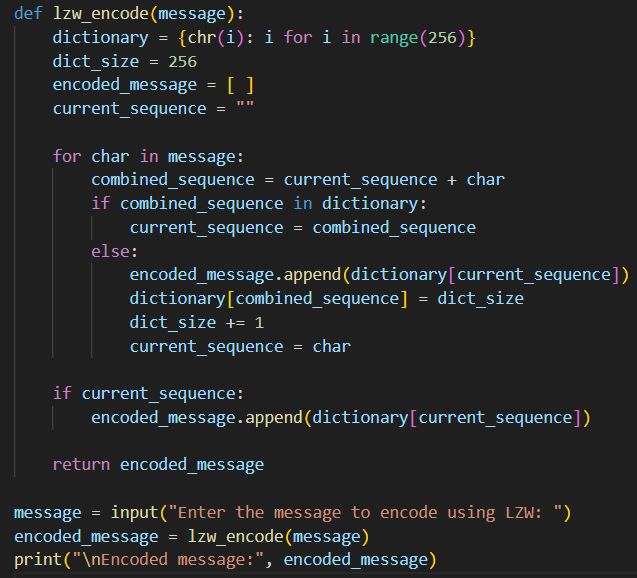 def lzw_encode(message):
    dictionary = {chr(i): i for i in range(256)}
    dict_size = 256
    encoded_message = [ ]
    current_sequence = ""

    for char in message:
        combined_sequence = current_sequence + char
        if combined_sequence in dictionary:
            current_sequence = combined_sequence
        else:
            encoded_message.append(dictionary[current_sequence])
            dictionary[combined_sequence] = dict_size
            dict_size += 1
            current_sequence = char

    if current_sequence:
        encoded_message.append(dictionary[current_sequence])

    return encoded_message

message = input("Enter the message to encode using LZW: ")
encoded_message = lzw_encode(message)
print("\nEncoded message:", encoded_message)